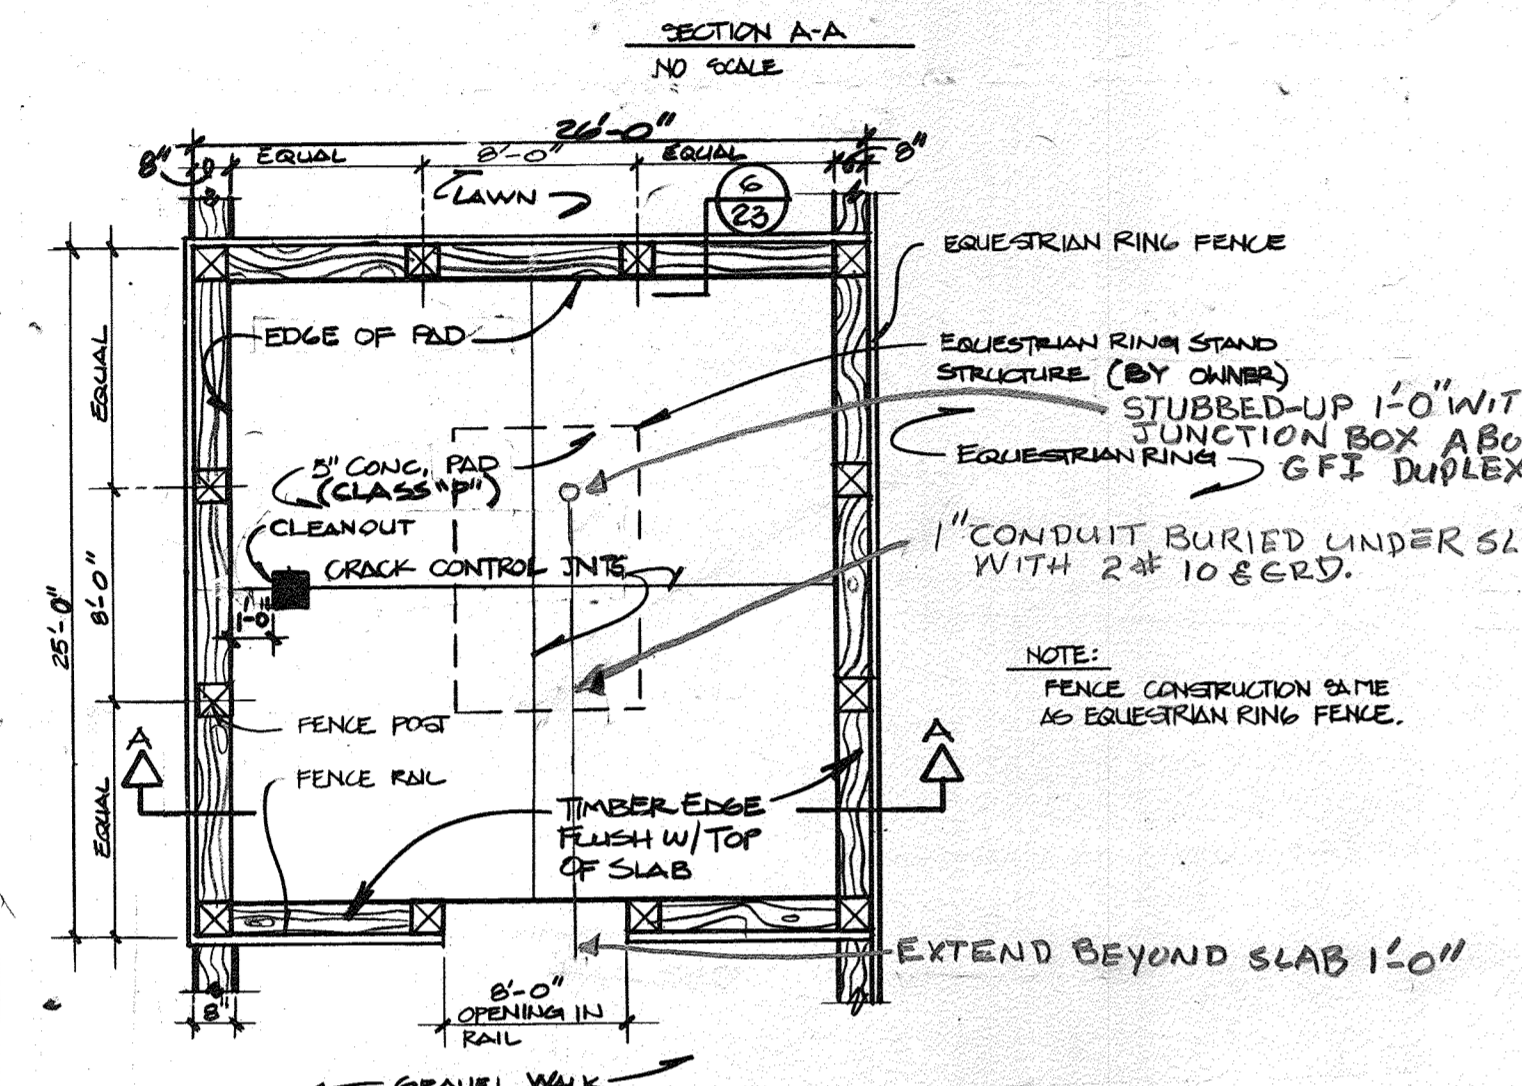 SECTION A-A
NO SCALE
26'-0"
8"
EQUAL
8'-0"
EQUAL
8"
LAWN
6
23
EQUESTRIAN RING FENCE
EDGE OF PAD
EQUESTRIAN RING STAND
STRUCTURE (BY OWNER)
STUBBED-UP 1'-0" WIT
JUNCTION BOX ABO
GFI DUPLEX
EQUESTRIAN RING
EQUAL
5" CONC. PAD
(CLASS "P")
CLEANOUT
CRACK CONTROL JNTS
1" CONDUIT BURIED UNDER SL
WITH 2 # 10 & GRD.
25'-0"
8'-0"
1'-0"
NOTE:
FENCE CONSTRUCTION SAME
AS EQUESTRIAN RING FENCE.
FENCE POST
A
A
FENCE RAIL
EQUAL
TIMBER EDGE
FLUSH W/ TOP
OF SLAB
EXTEND BEYOND SLAB 1'-0"
8"
8'-0"
OPENING IN
RAIL
GRAVEL WALK